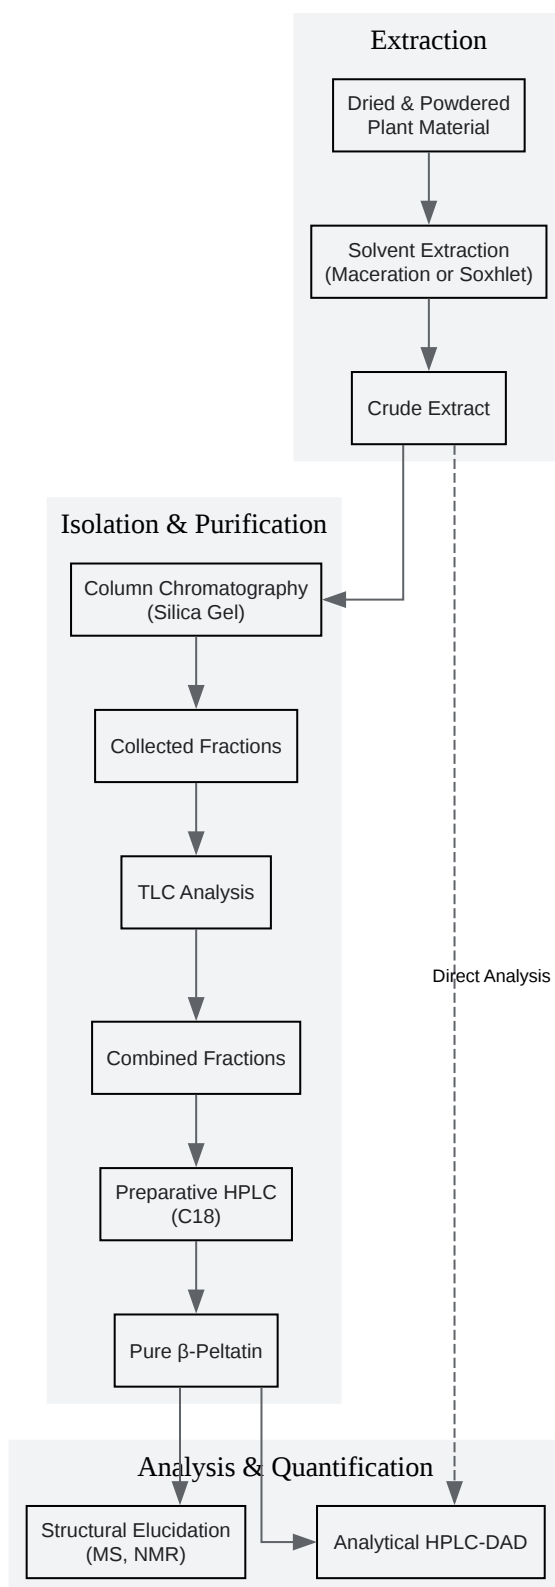 Extraction
Dried & Powdered
Plant Material
Solvent Extraction
(Maceration or Soxhlet)
Crude Extract
Isolation & Purification
Column Chromatography
(Silica Gel)
Collected Fractions
TLC Analysis
Direct Analysis
Combined Fractions
Preparative HPLC
(C18)
Pure β-Peltatin
Analysis & Quantification
Structural Elucidation
(MS, NMR)
Analytical HPLC-DAD